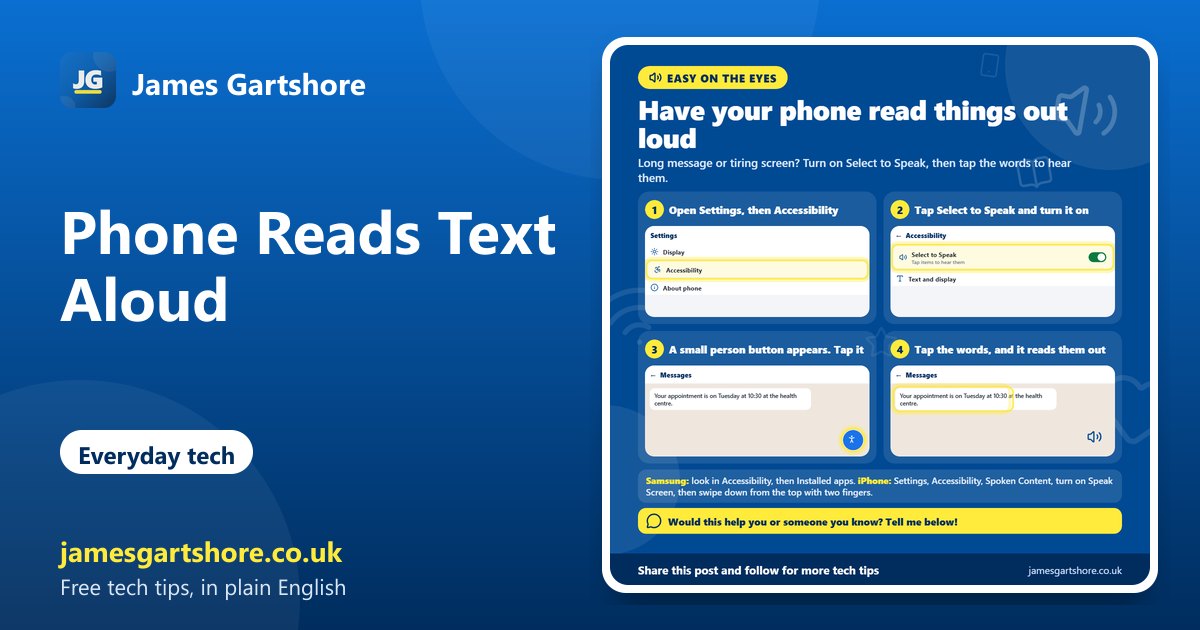 JG
James Gartshore
Phone Reads Text
Aloud
Everyday tech
jamesgartshore.co.uk
Free tech tips, in plain English
EASY ON THE EYES
Have your phone read things out
loud
Long message or tiring screen? Turn on Select to Speak, then tap the words to hear
them.
1 Open Settings, then Accessibility
Settings
Display
Accessibility
About phone
2 Tap Select to Speak and turn it on
← Accessibility
Select to Speak
Tap items to hear them
T Text and display
3 A small person button appears. Tap it
← Messages
Your appointment is on Tuesday at 10:30 at the health
centre.
4 Tap the words, and it reads them out
← Messages
Your appointment is on Tuesday at 10:30 at the health
centre.
Samsung: look in Accessibility, then Installed apps. iPhone: Settings, Accessibility, Spoken Content, turn on Speak
Screen, then swipe down from the top with two fingers.
Would this help you or someone you know? Tell me below!
Share this post and follow for more tech tips
jamesgartshore.co.uk